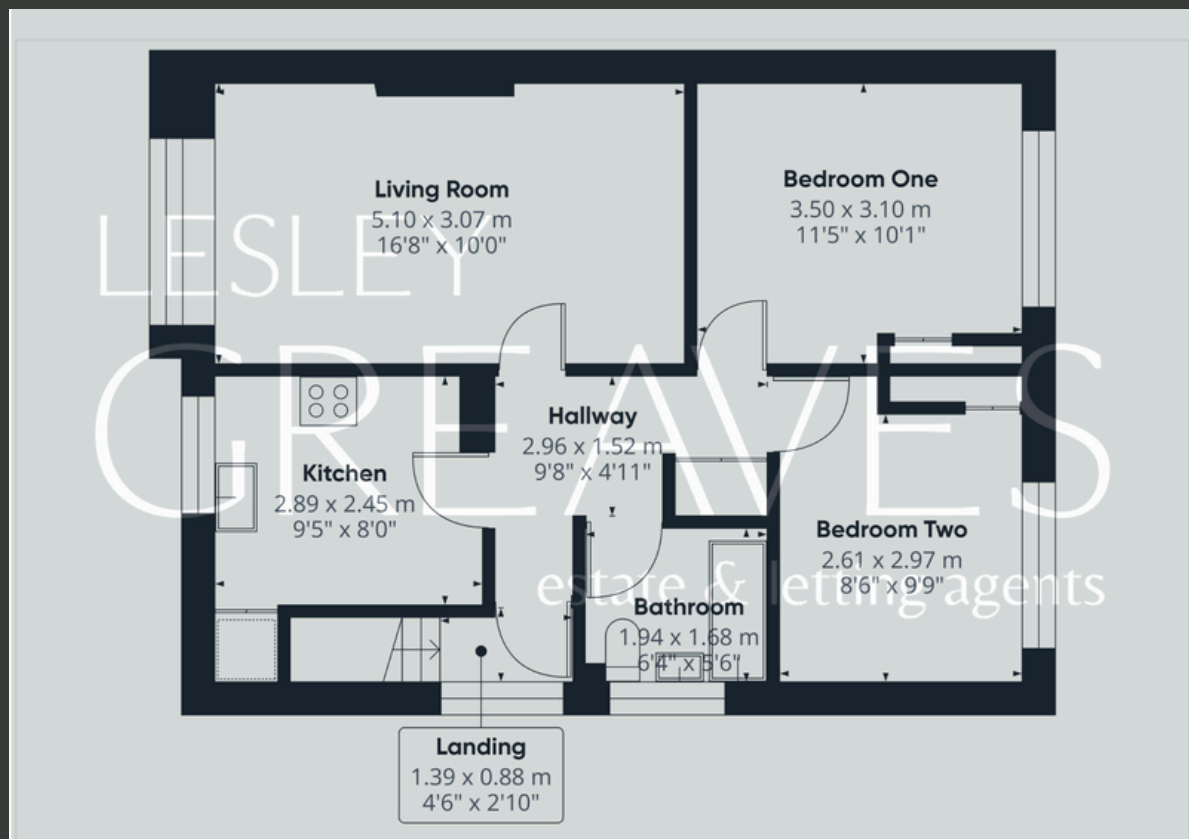 Living Room
5.10 x 3.07 m
16'8" x 10'0"
Bedroom One
3.50 x 3.10 m
11'5" x 10'1"
LESLEY
GREAVES
estate & letting agents
Hallway
2.96 x 1.52 m
9'8" x 4'11"
Kitchen
2.89 x 2.45 m
9'5" x 8'0"
Bedroom Two
2.61 x 2.97 m
8'6" x 9'9"
Bathroom
1.94 x 1.68 m
6'4" x 5'6"
Landing
1.39 x 0.88 m
4'6" x 2'10"